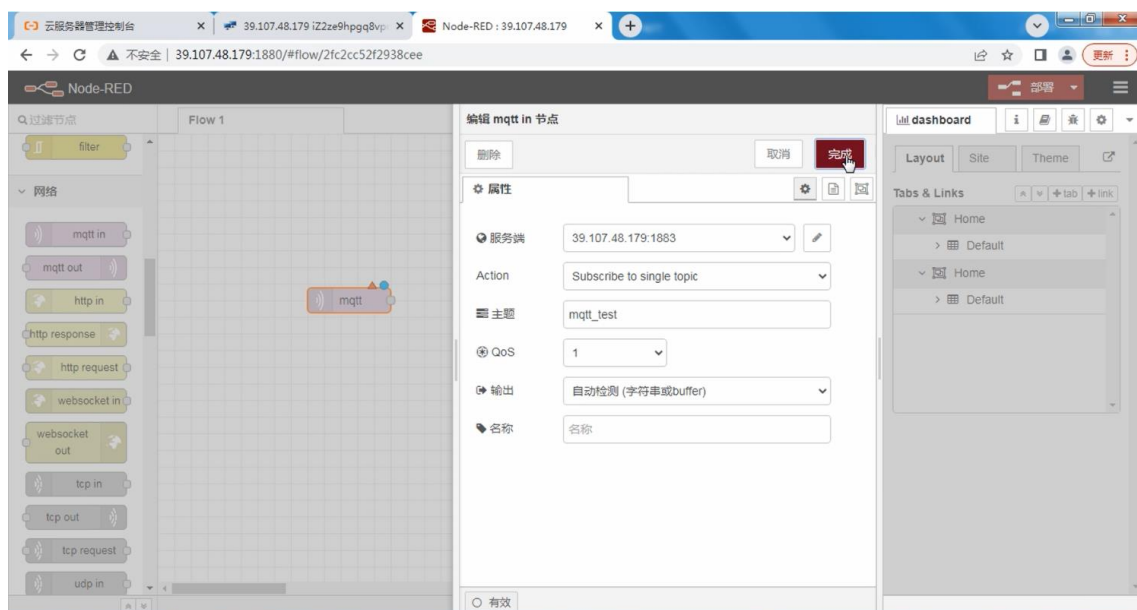 云服务器管理控制台
39.107.48.179 iZ2ze9hpgq8vp
Node-RED : 39.107.48.179
不安全 | 39.107.48.179:1880/#flow/2fc2cc52f2938cee
更新
Node-RED
部署
过滤节点
Flow 1
编辑 mqtt in 节点
dashboard
filter
删除
取消
完成
Layout
Site
Theme
网络
属性
Tabs & Links
+tab
+link
mqtt in
服务端
39.107.48.179:1883
Home
Default
mqtt out
Action
Subscribe to single topic
Home
Default
http in
mqtt
主题
mqtt_test
http response
QoS
1
http request
输出
自动检测 (字符串或buffer)
websocket in
名称
名称
websocket out
tcp in
tcp out
tcp request
udp in
有效